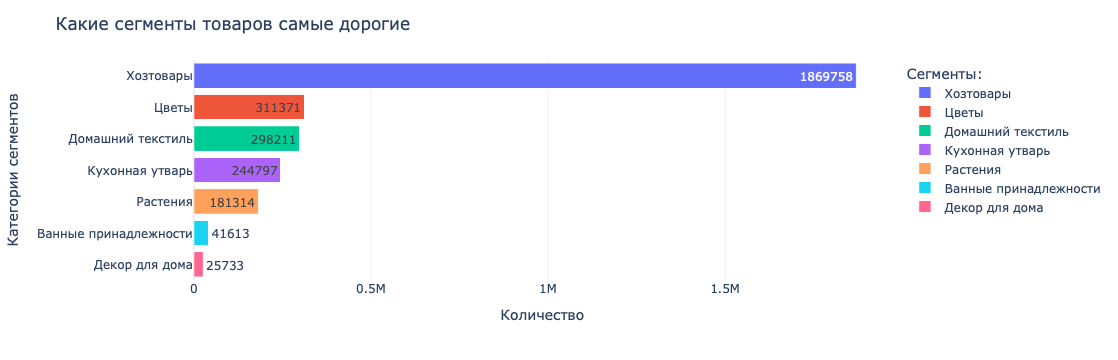 Какие сегменты товаров самые дорогие
Категории сегментов
Хозтовары 1869758
Цветы 311371
Домашний текстиль 298211
Кухонная утварь 244797
Растения 181314
Ванные принадлежности 41613
Декор для дома 25733
0 0.5M 1M 1.5M
Количество
Сегменты:
Хозтовары
Цветы
Домашний текстиль
Кухонная утварь
Растения
Ванные принадлежности
Декор для дома